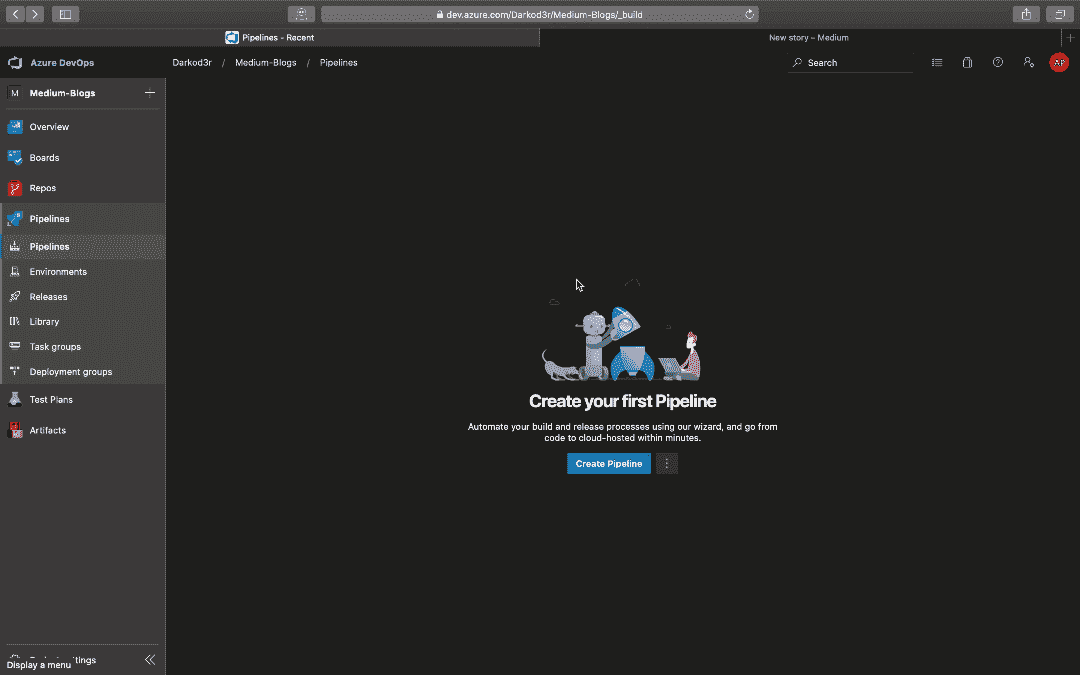 dev.azure.com/Darkod3r/Medium-Blogs/_build
Pipelines - Recent
New story – Medium
Azure DevOps
Darkod3r / Medium-Blogs / Pipelines
Search
AP
M Medium-Blogs
Overview
Boards
Repos
Pipelines
Pipelines
Environments
Releases
Library
Task groups
Deployment groups
Test Plans
Artifacts
Create your first Pipeline
Automate your build and release processes using our wizard, and go from
code to cloud-hosted within minutes.
Create Pipeline
Display a menu